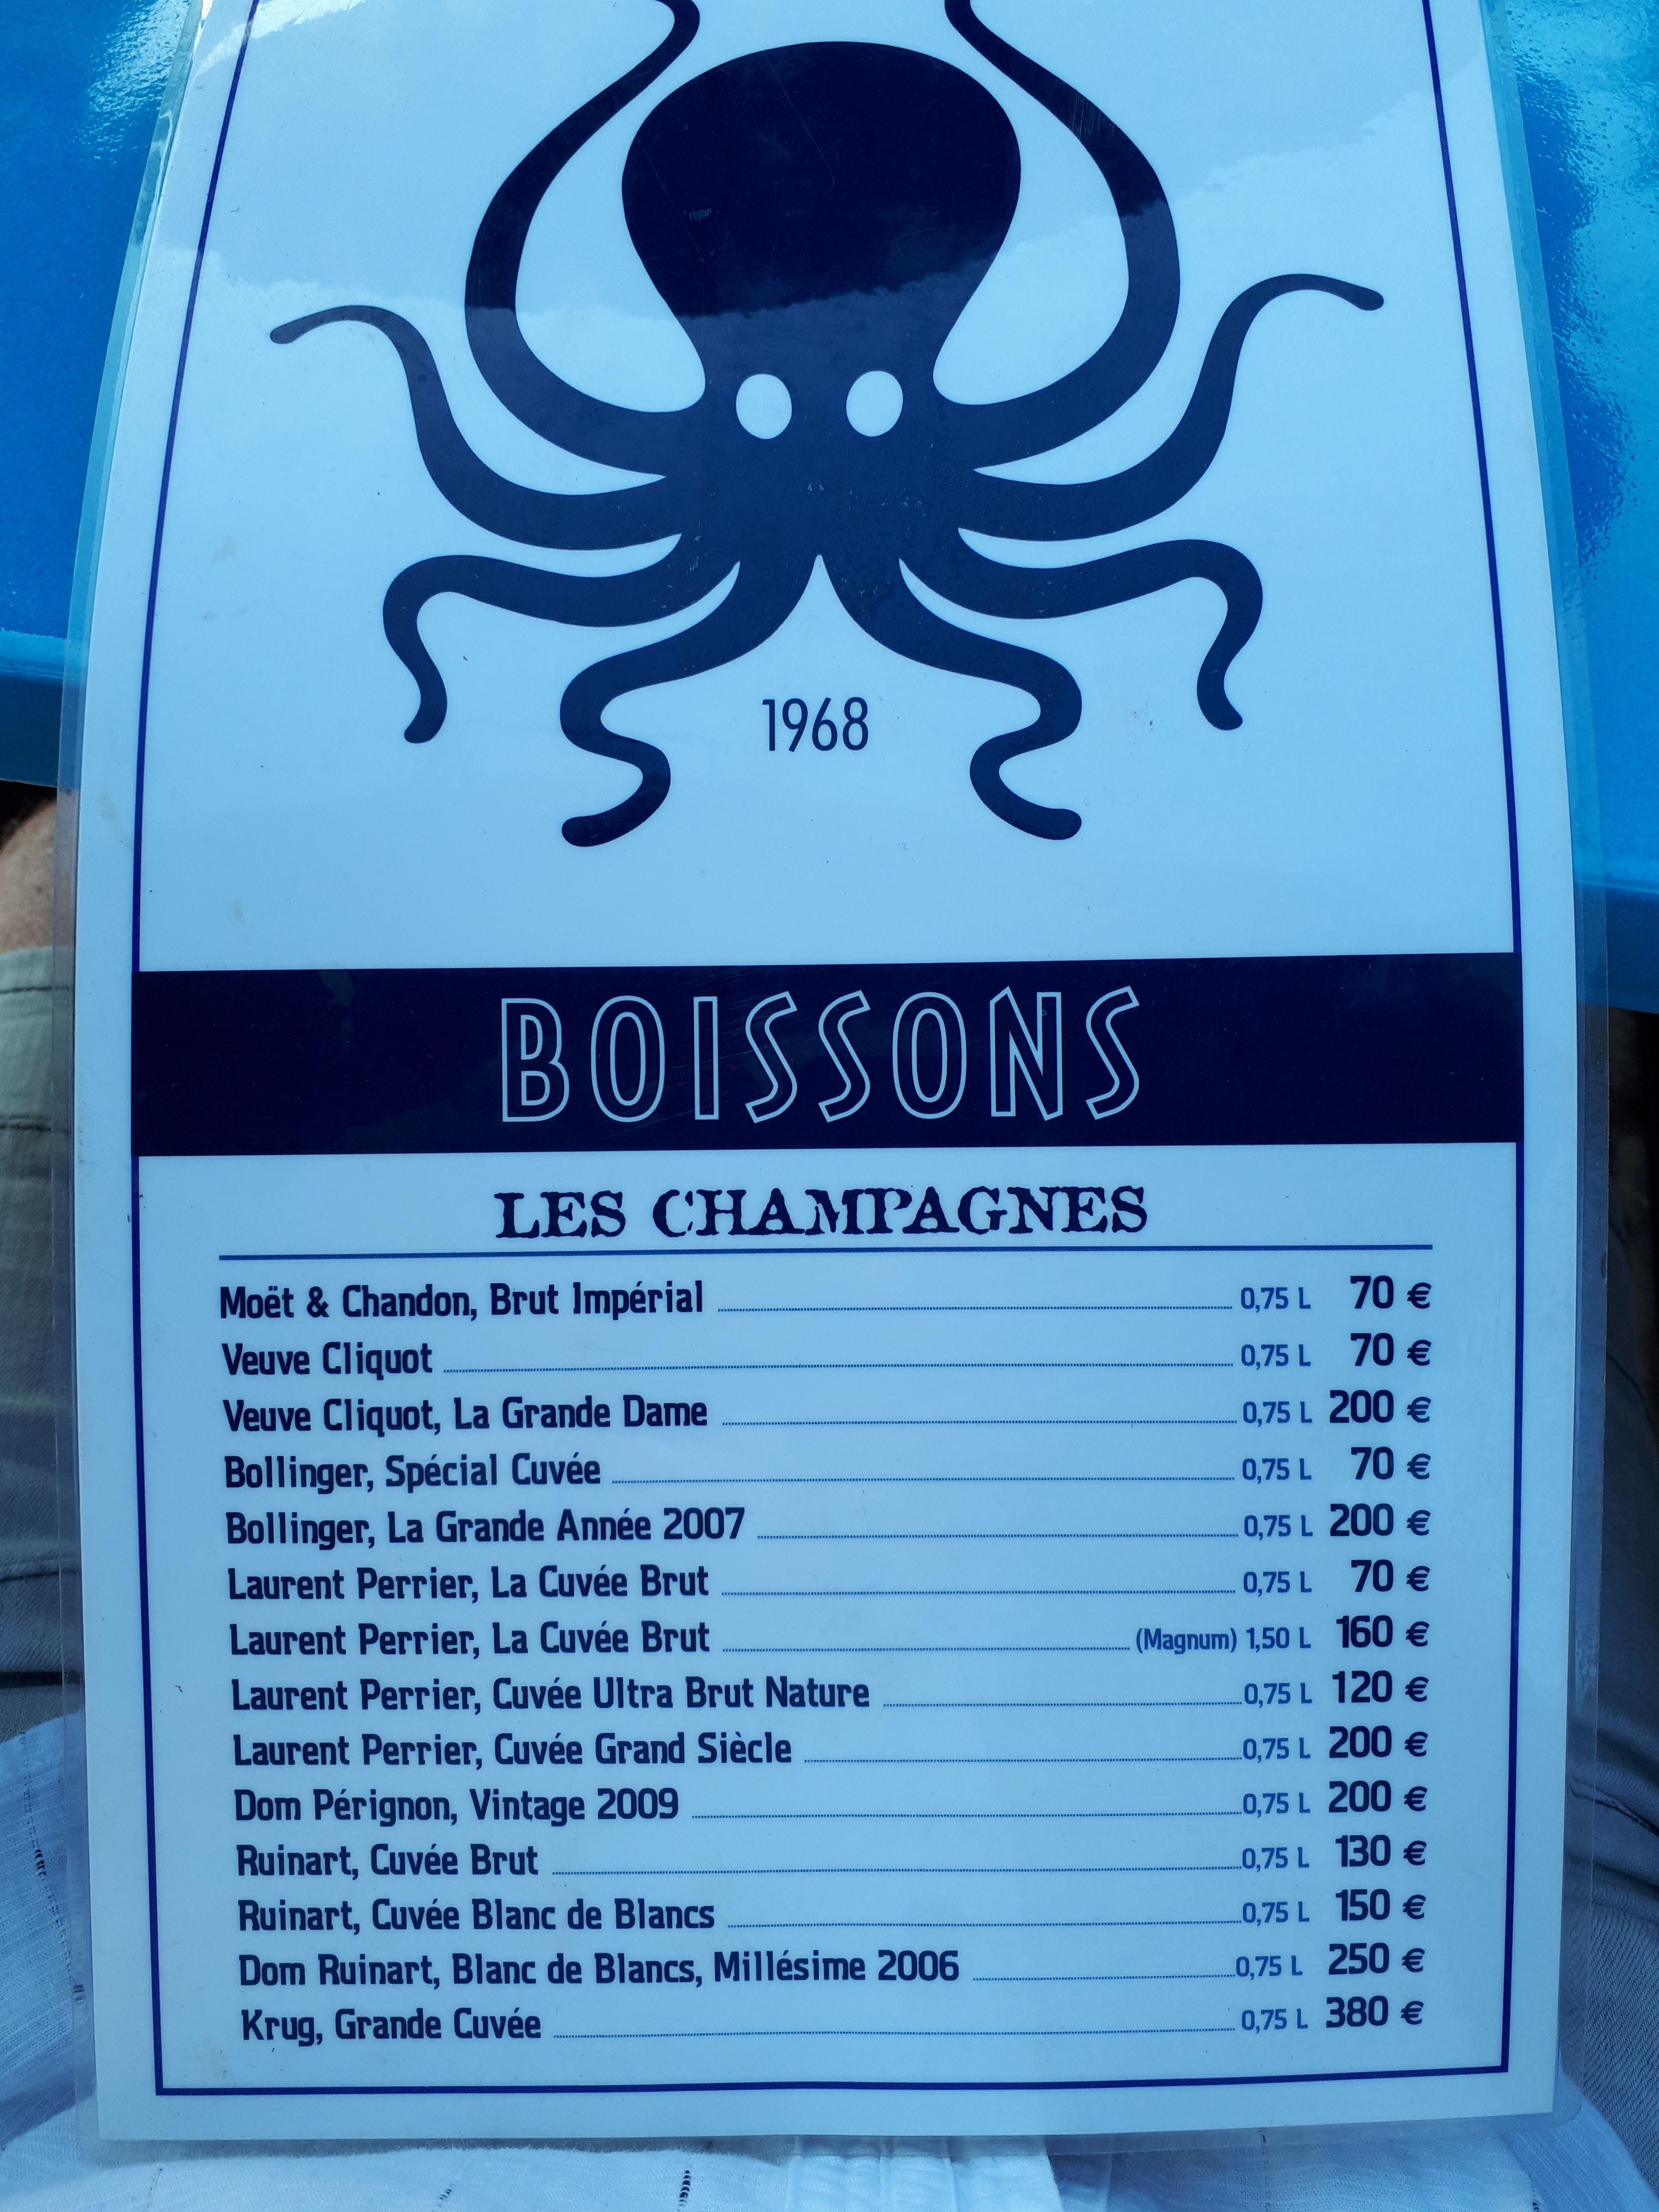 1968
BOISSONS
LES CHAMPAGNES
Moët & Chandon, Brut Impérial 0,75 L 70 €
Veuve Cliquot 0,75 L 70 €
Veuve Cliquot, La Grande Dame 0,75 L 200 €
Bollinger, Spécial Cuvée 0,75 L 70 €
Bollinger, La Grande Année 2007 0,75 L 200 €
Laurent Perrier, La Cuvée Brut 0,75 L 70 €
Laurent Perrier, La Cuvée Brut (Magnum) 1,50 L 160 €
Laurent Perrier, Cuvée Ultra Brut Nature 0,75 L 120 €
Laurent Perrier, Cuvée Grand Siècle 0,75 L 200 €
Dom Pérignon, Vintage 2009 0,75 L 200 €
Ruinart, Cuvée Brut 0,75 L 130 €
Ruinart, Cuvée Blanc de Blancs 0,75 L 150 €
Dom Ruinart, Blanc de Blancs, Millésime 2006 0,75 L 250 €
Krug, Grande Cuvée 0,75 L 380 €